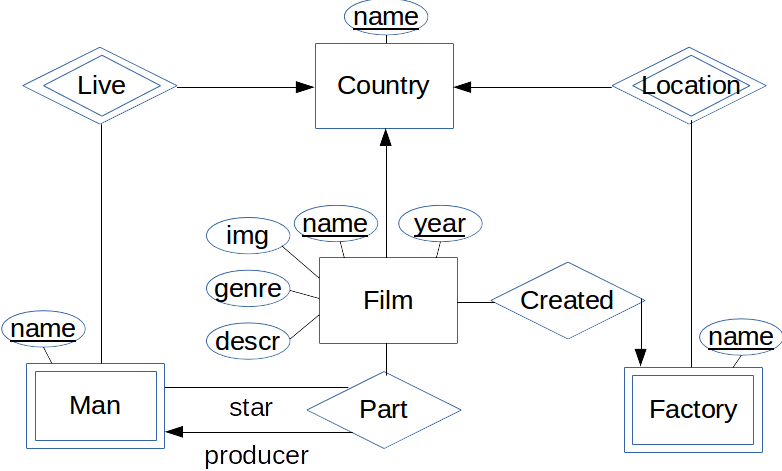 name
Live
Country
Location
img
name
year
genre
Film
Created
descr
name
name
Man
star
Part
Factory
producer